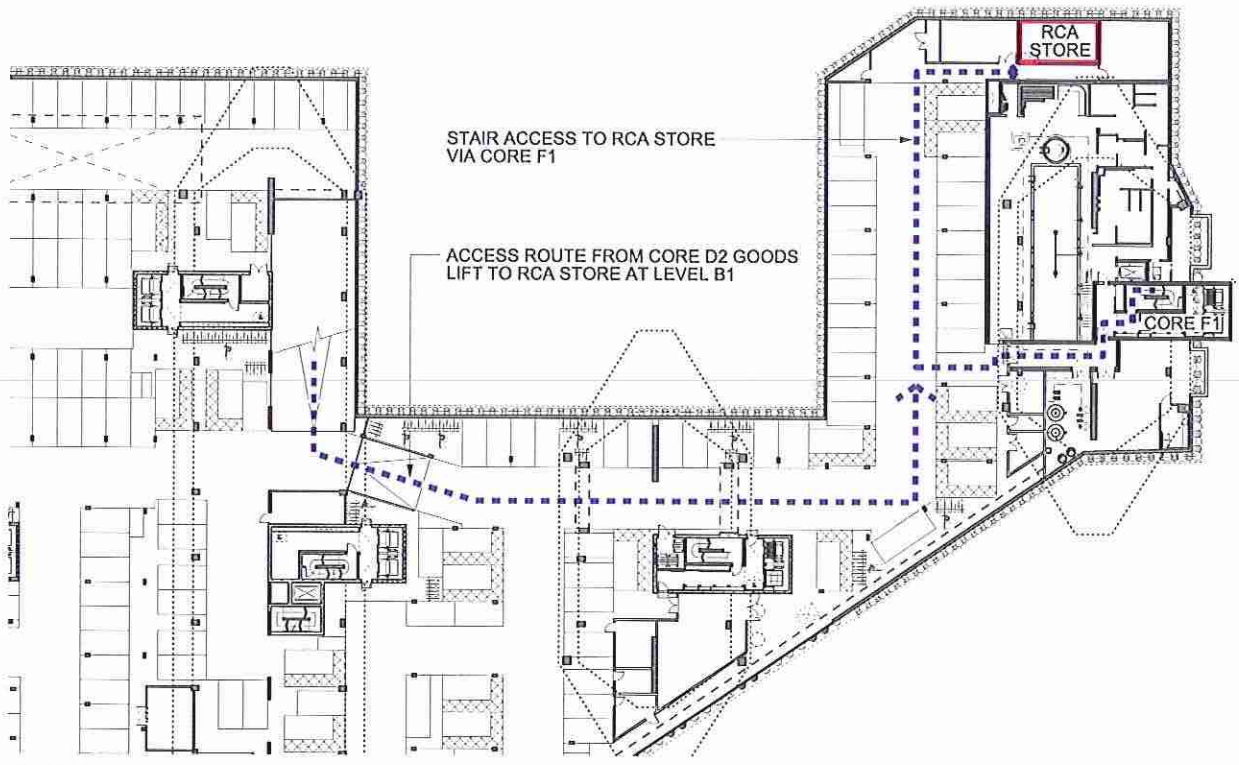 RCA
STORE
STAIR ACCESS TO RCA STORE
VIA CORE F1
ACCESS ROUTE FROM CORE D2 GOODS
LIFT TO RCA STORE AT LEVEL B1
CORE F1